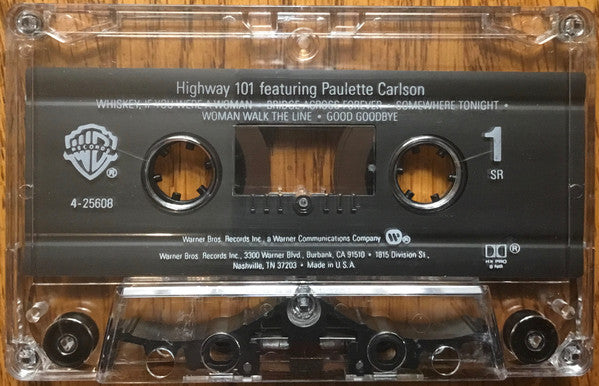 Highway 101 featuring Paulette Carlson
WHISKEY, IF YOU WERE A WOMAN • BRIDGE ACROSS FOREVER • SOMEWHERE TONIGHT •
WOMAN WALK THE LINE • GOOD GOODBYE
RECORDS
®
1
SR
4-25608
Warner Bros. Records Inc., a Warner Communications Company
Warner Bros. Records Inc., 3300 Warner Blvd., Burbank, CA 91510 • 1815 Division St.,
Nashville, TN 37203 • Made in U.S.A.
®
HX PRO